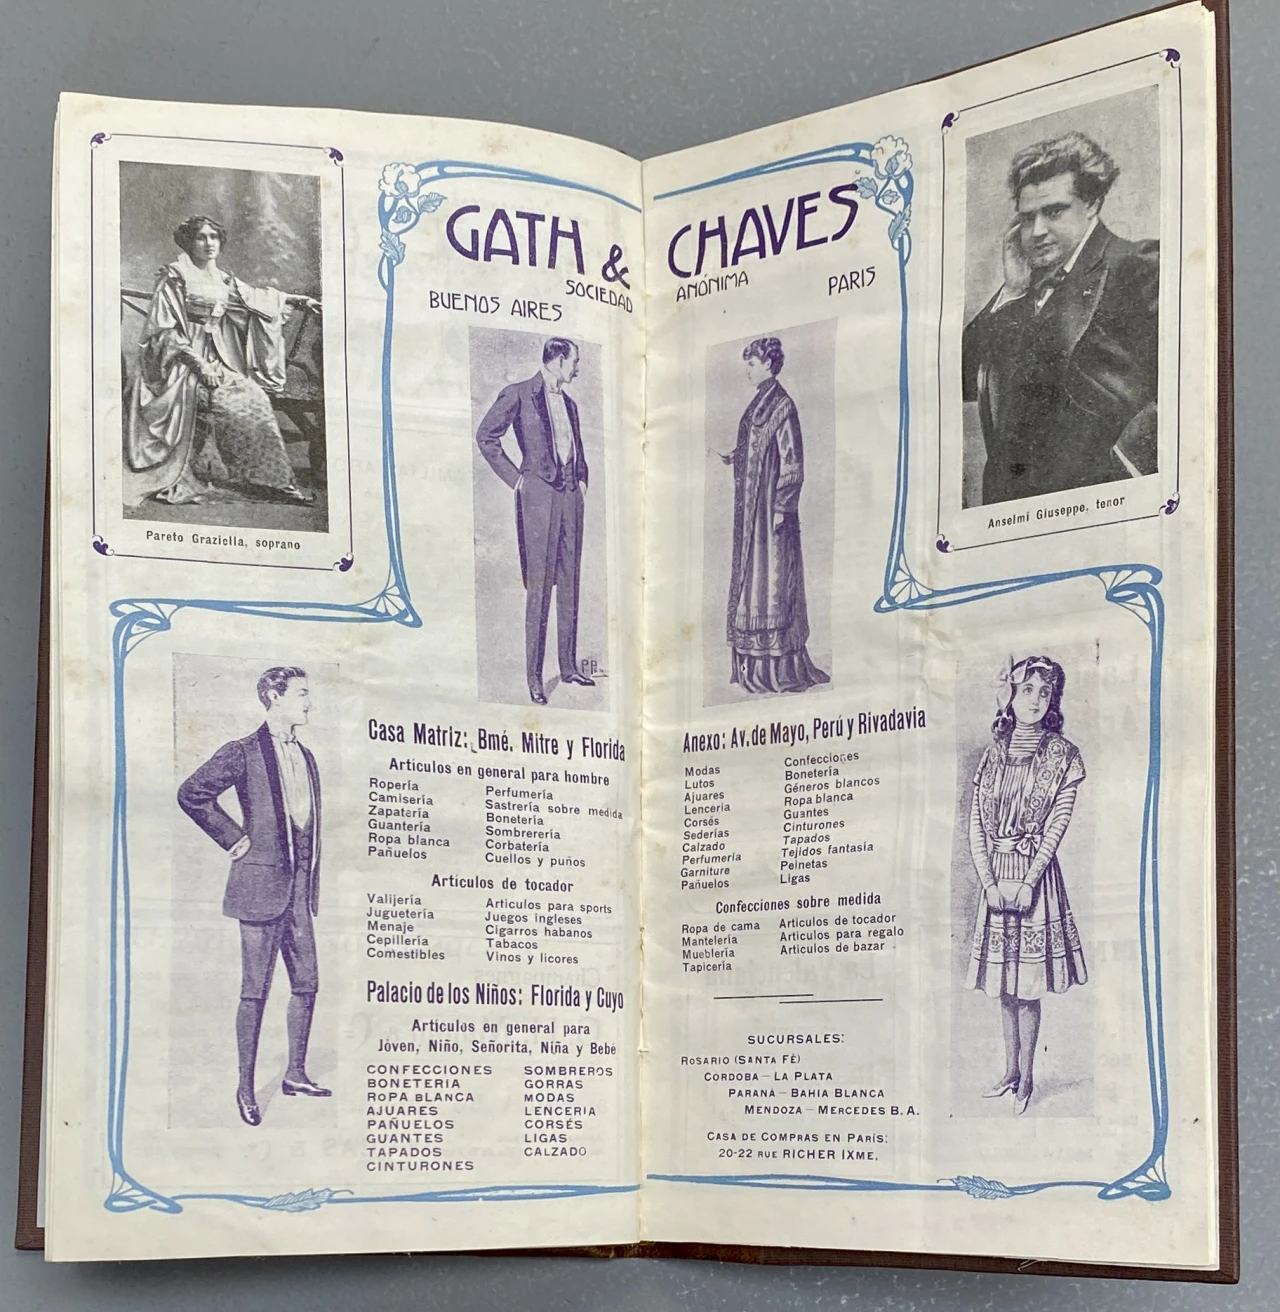 GATH & CHAVES
SOCIEDAD ANÓNIMA
BUENOS AIRES
PARIS
Pareto Graziella, soprano
Anselmi Giuseppe, tenor
P.P.
Casa Matriz: Bmé. Mitre y Florida
Artículos en general para hombre
Ropería
Camisería
Zapatería
Guantería
Ropa blanca
Pañuelos
Perfumería
Sastrería sobre medida
Bonetería
Sombrerería
Corbatería
Cuellos y puños
Artículos de tocador
Valijería
Juguetería
Menaje
Cepillería
Comestibles
Artículos para sports
Juegos ingleses
Cigarros habanos
Tabacos
Vinos y licores
Palacio de los Niños: Florida y Cuyo
Artículos en general para
Jóven, Niño, Señorita, Niña y Bebé
CONFECCIONES
BONETERIA
ROPA BLANCA
AJUARES
PAÑUELOS
GUANTES
TAPADOS
CINTURONES
SOMBREROS
GORRAS
MODAS
LENCERIA
CORSÉS
LIGAS
CALZADO
Anexo: Av. de Mayo, Perú y Rivadavia
Modas
Lutos
Ajuares
Lencería
Corsés
Sederías
Calzado
Perfumería
Garniture
Pañuelos
Confecciones
Bonetería
Géneros blancos
Ropa blanca
Guantes
Cinturones
Tapados
Tejidos fantasía
Peinetas
Ligas
Confecciones sobre medida
Ropa de cama
Mantelería
Mueblería
Tapicería
Artículos de tocador
Artículos para regalo
Artículos de bazar
SUCURSALES:
ROSARIO (SANTA FÉ)
CORDOBA – LA PLATA
PARANÁ – BAHIA BLANCA
MENDOZA – MERCEDES B. A.
CASA DE COMPRAS EN PARÍS:
20-22 RUE RICHER IXME.